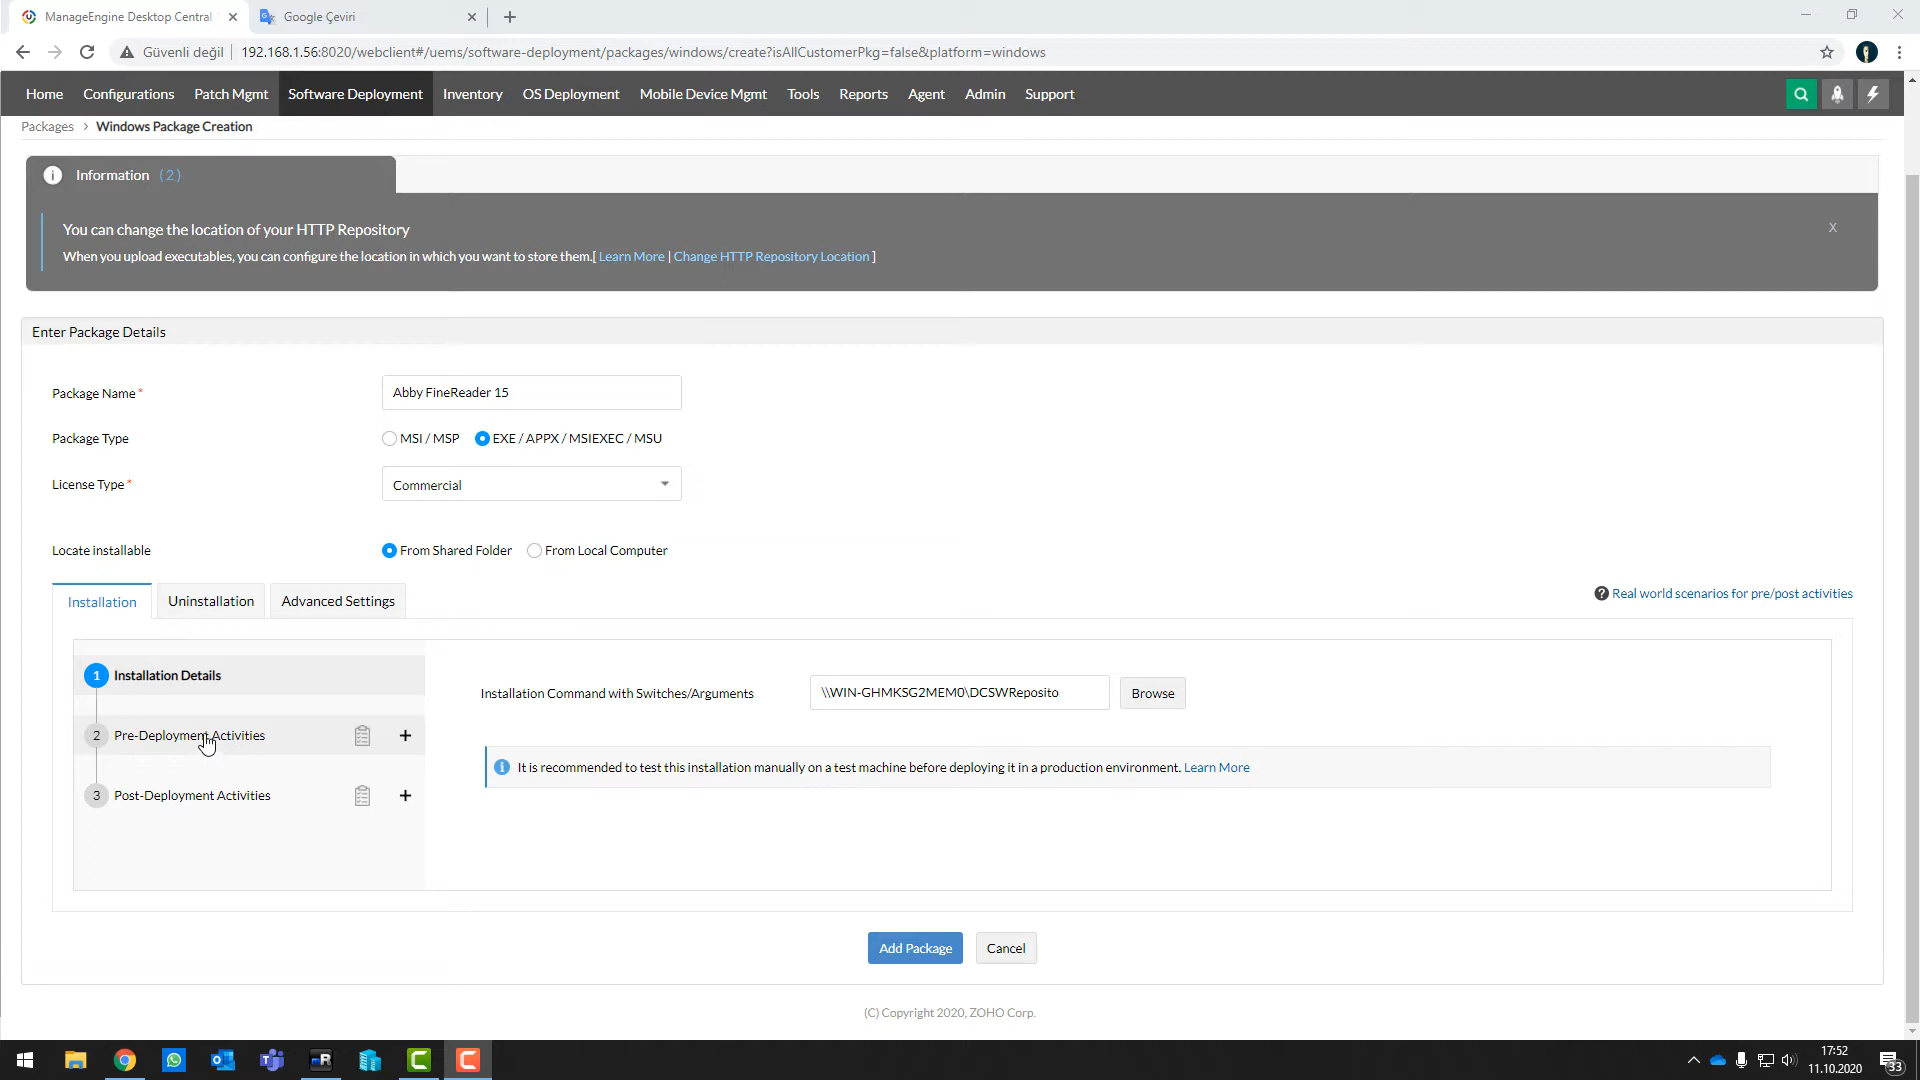 ManageEngine Desktop Central
Google Çeviri
Güvenli değil
192.168.1.56:8020/webclient#/uems/software-deployment/packages/windows/create?isAllCustomerPkg=false&platform=windows
Home Configurations Patch Mgmt Software Deployment Inventory OS Deployment Mobile Device Mgmt Tools Reports Agent Admin Support
Packages > Windows Package Creation
i Information (2)
You can change the location of your HTTP Repository
X
When you upload executables, you can configure the location in which you want to store them.[ Learn More | Change HTTP Repository Location ]
Enter Package Details
Package Name * Abby FineReader 15
Package Type MSI / MSP EXE / APPX / MSIEXEC / MSU
License Type * Commercial
Locate installable From Shared Folder From Local Computer
Installation Uninstallation Advanced Settings
? Real world scenarios for pre/post activities
1 Installation Details
Installation Command with Switches/Arguments \\WIN-GHMKSG2MEM0\DCSWReposito Browse
2 Pre-Deployment Activities +
i It is recommended to test this installation manually on a test machine before deploying it in a production environment. Learn More
3 Post-Deployment Activities +
Add Package Cancel
(C) Copyright 2020, ZOHO Corp.
17:52
11.10.2020
33